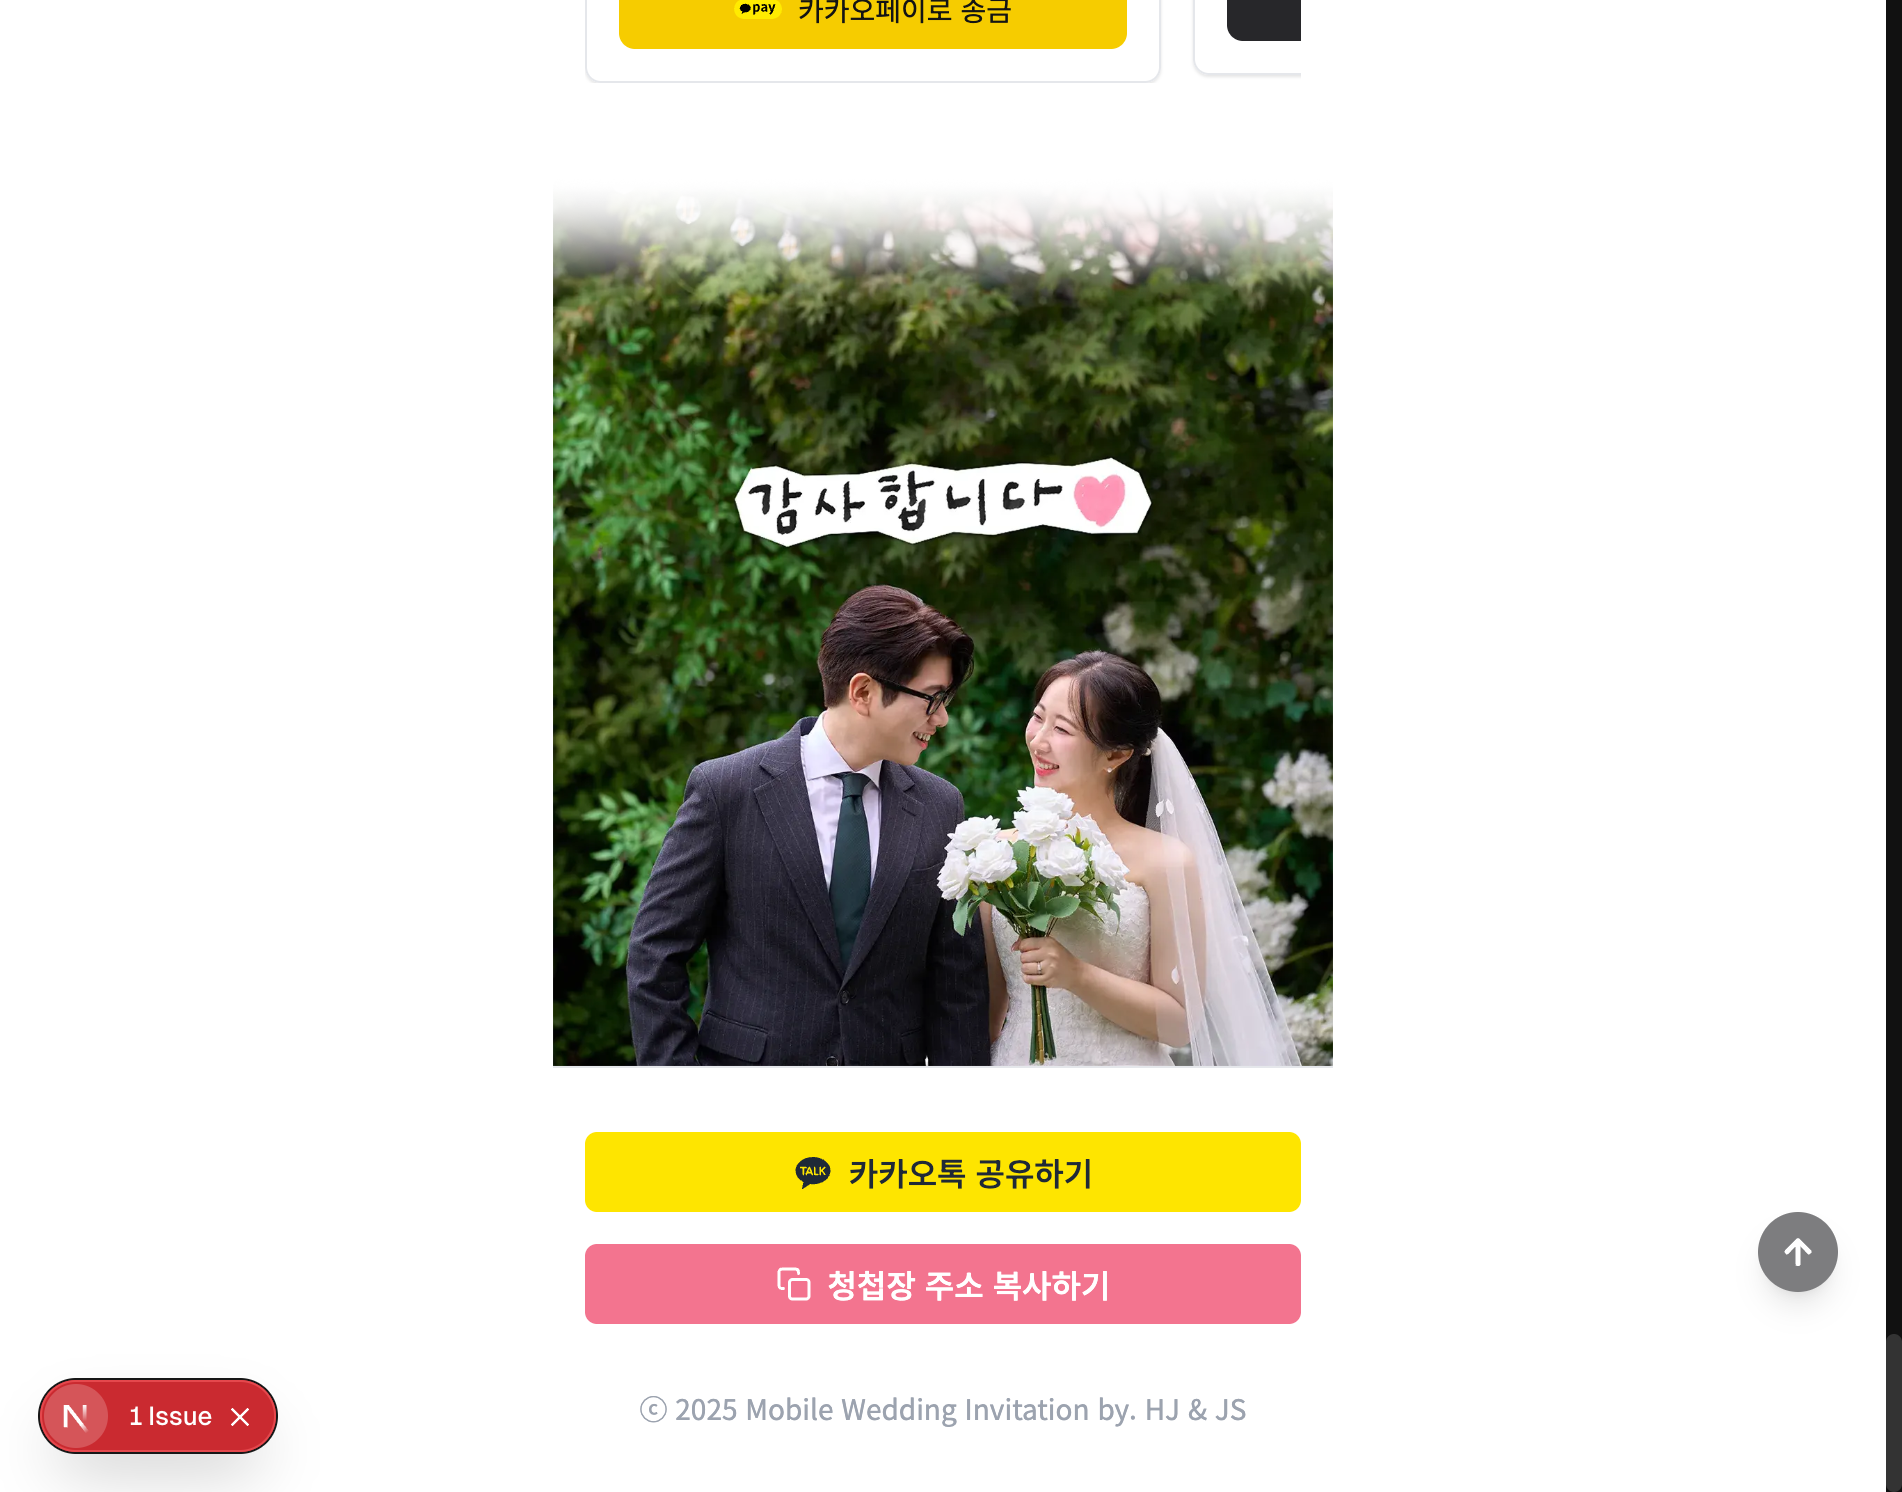 pay 카카오페이로 송금
감사합니다
TALK 카카오톡 공유하기
청첩장 주소 복사하기
ⓒ 2025 Mobile Wedding Invitation by. HJ & JS
N 1 Issue